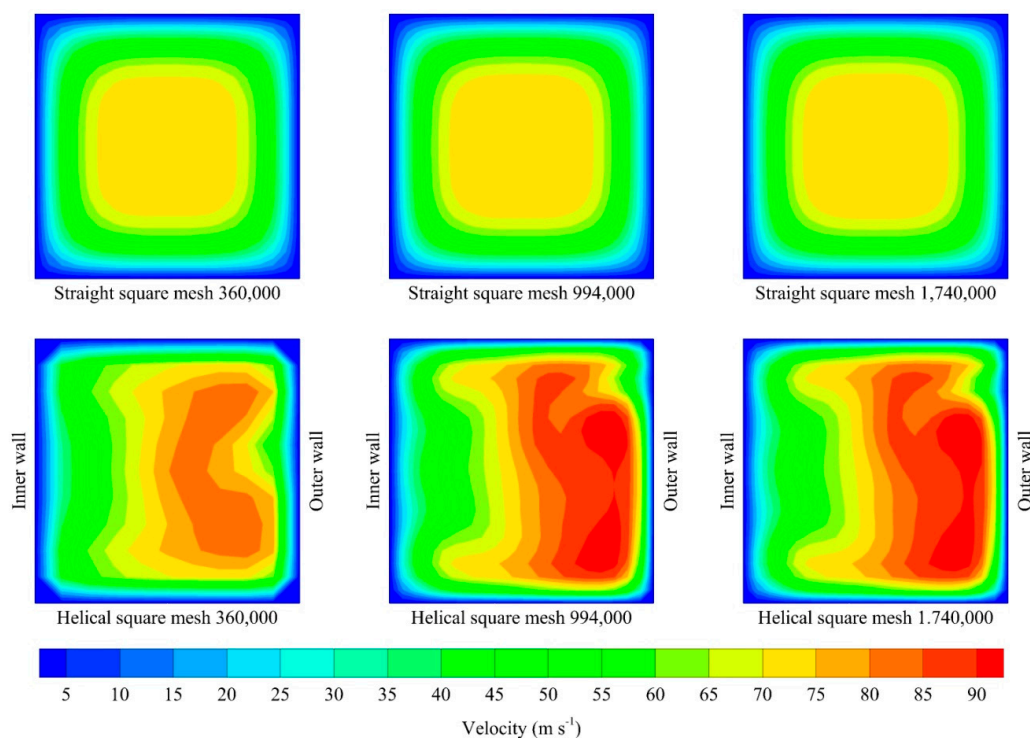 Straight square mesh 360,000
Straight square mesh 994,000
Straight square mesh 1,740,000
Inner wall
Outer wall
Inner wall
Outer wall
Inner wall
Outer wall
Helical square mesh 360,000
Helical square mesh 994,000
Helical square mesh 1.740,000
5 10 15 20 25 30 35 40 45 50 55 60 65 70 75 80 85 90
Velocity (m s⁻¹)